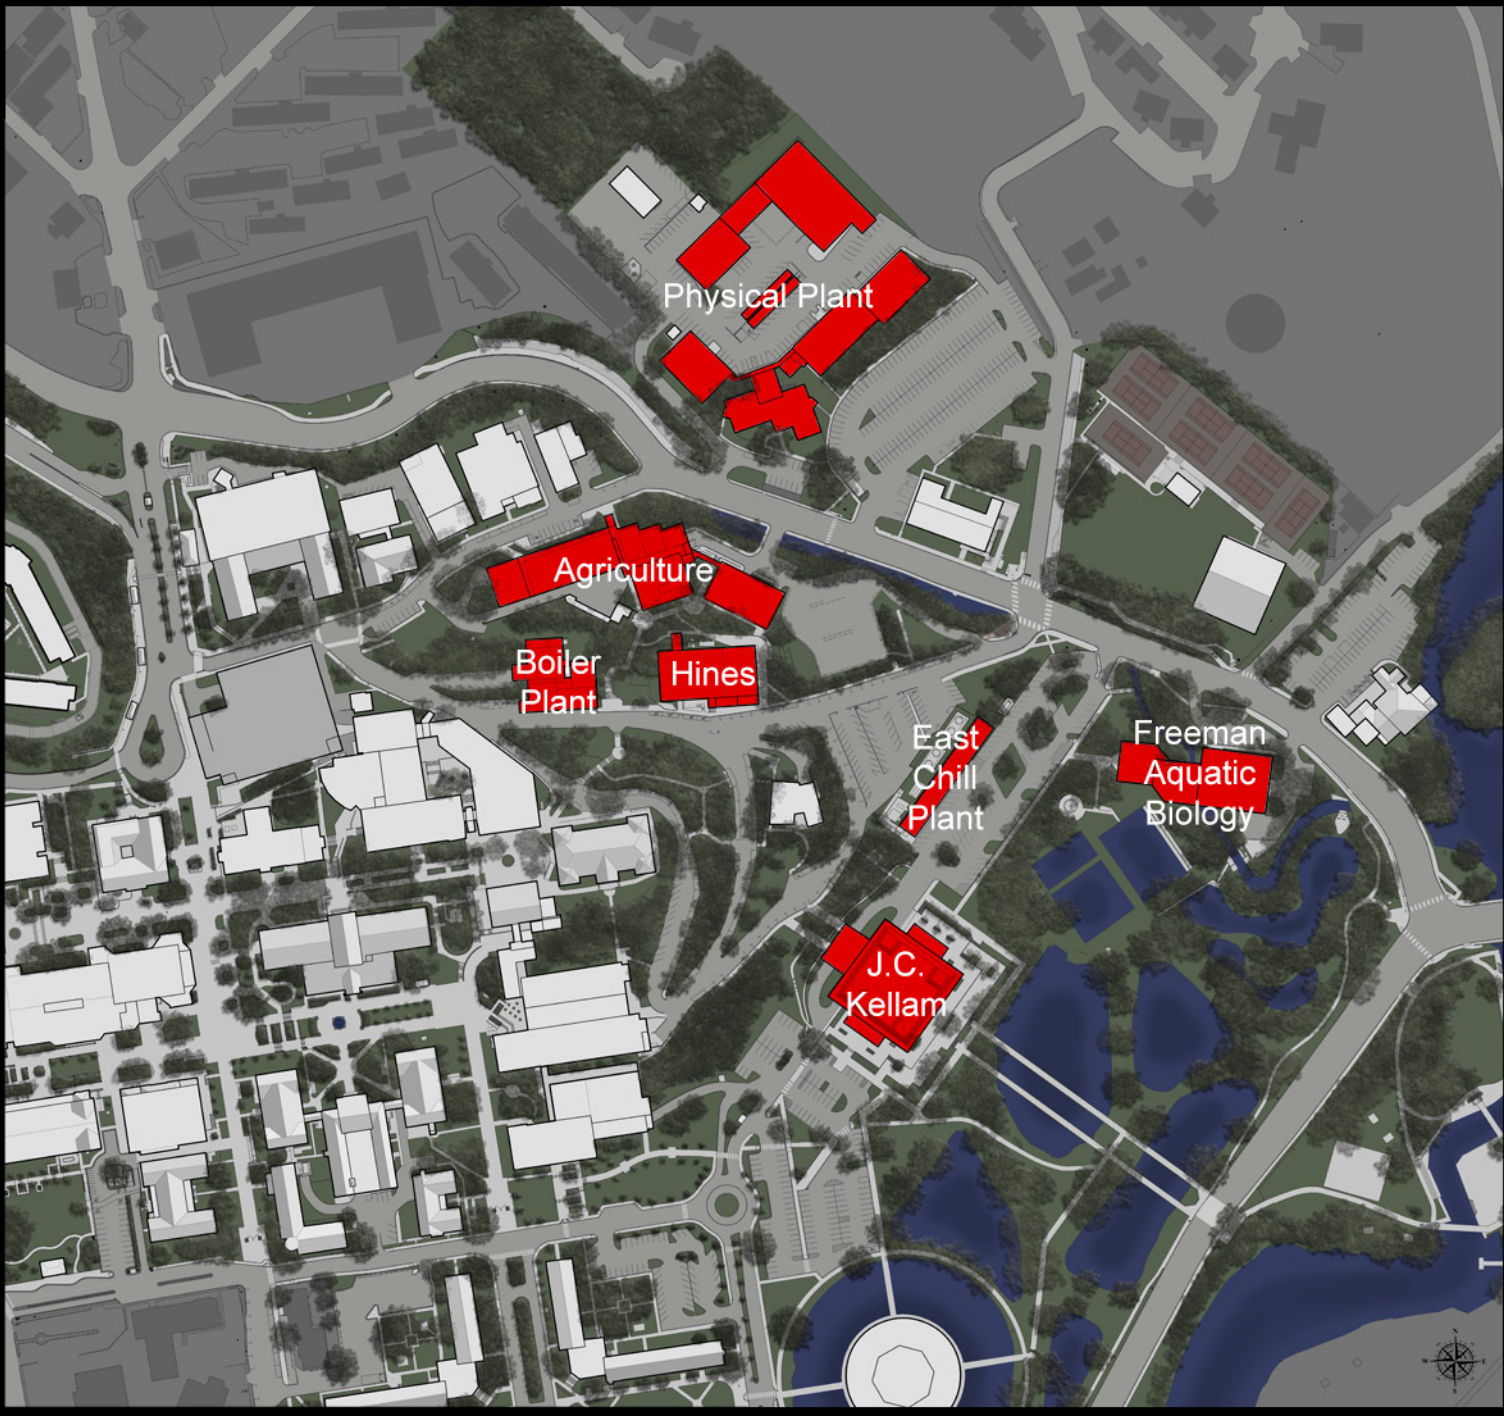 Physical Plant
Agriculture
Boiler
Plant
Hines
East
Chill
Plant
Freeman
Aquatic
Biology
J.C.
Kellam
N
W
E
S